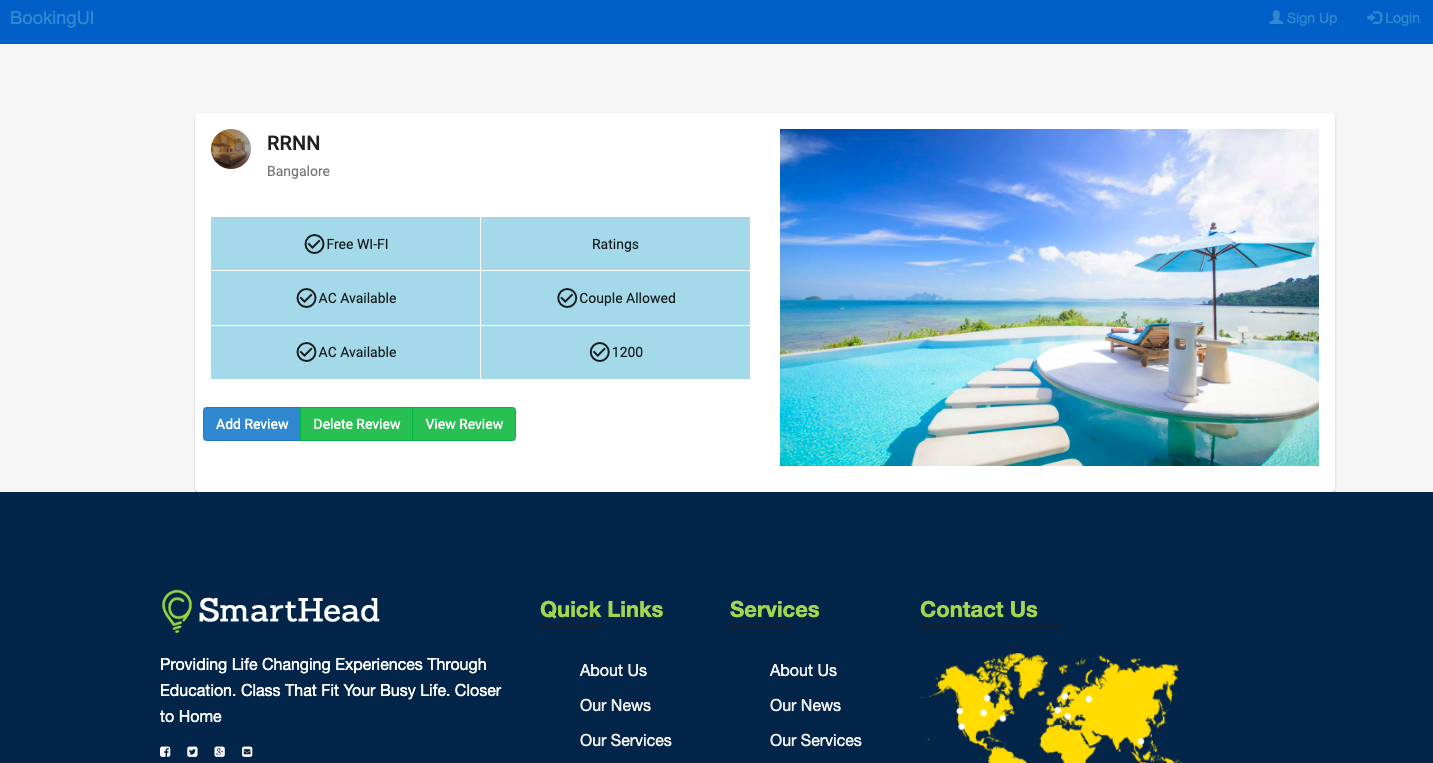 BookingUI
Sign Up
Login
RRNN
Bangalore
Free WI-FI
Ratings
AC Available
Couple Allowed
AC Available
1200
Add Review
Delete Review
View Review
SmartHead
Providing Life Changing Experiences Through
Education. Class That Fit Your Busy Life. Closer
to Home
Quick Links
About Us
Our News
Our Services
Services
About Us
Our News
Our Services
Contact Us